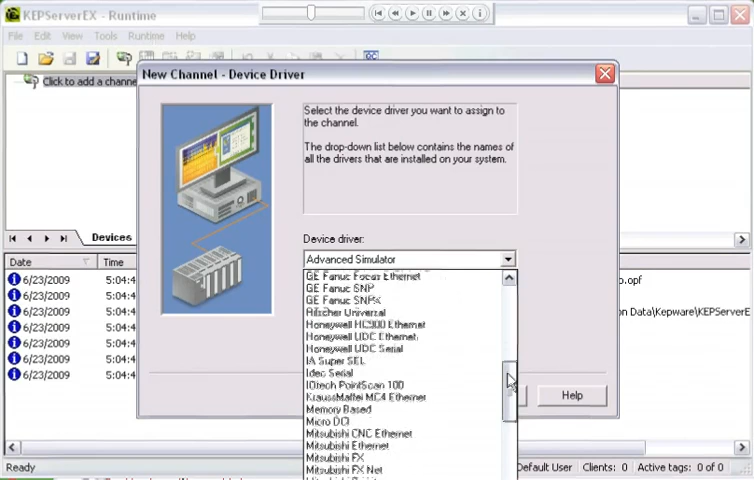 KEPServerEX - Runtime
File Edit View Tools Runtime Help
QC
Click to add a channe
New Channel - Device Driver
Select the device driver you want to assign to
the channel.
The drop-down list below contains the names of
all the drivers that are installed on your system.
Device driver:
Advanced Simulator
GE Fanuc Focas Ethernet
GE Fanuc SNP
GE Fanuc SNPX
Hilscher Universal
Honeywell HC900 Ethernet
Honeywell UDC Ethernet
Honeywell UDC Serial
IA Super SEL
Idec Serial
IOtech PointScan 100
KraussMaffei MC4 Ethernet
Memory Based
Micro DCI
Mitsubishi CNC Ethernet
Mitsubishi Ethernet
Mitsubishi FX
Mitsubishi FX Net
Help
Devices
Date Time
6/23/2009 5:04:4 o.opf
6/23/2009 5:04:4
6/23/2009 5:04:4 on Data\Kepware\KEPServerE
6/23/2009 5:04:4
6/23/2009 5:04:4
6/23/2009 5:04:4
6/23/2009 5:04:4
Ready Default User Clients: 0 Active tags: 0 of 0